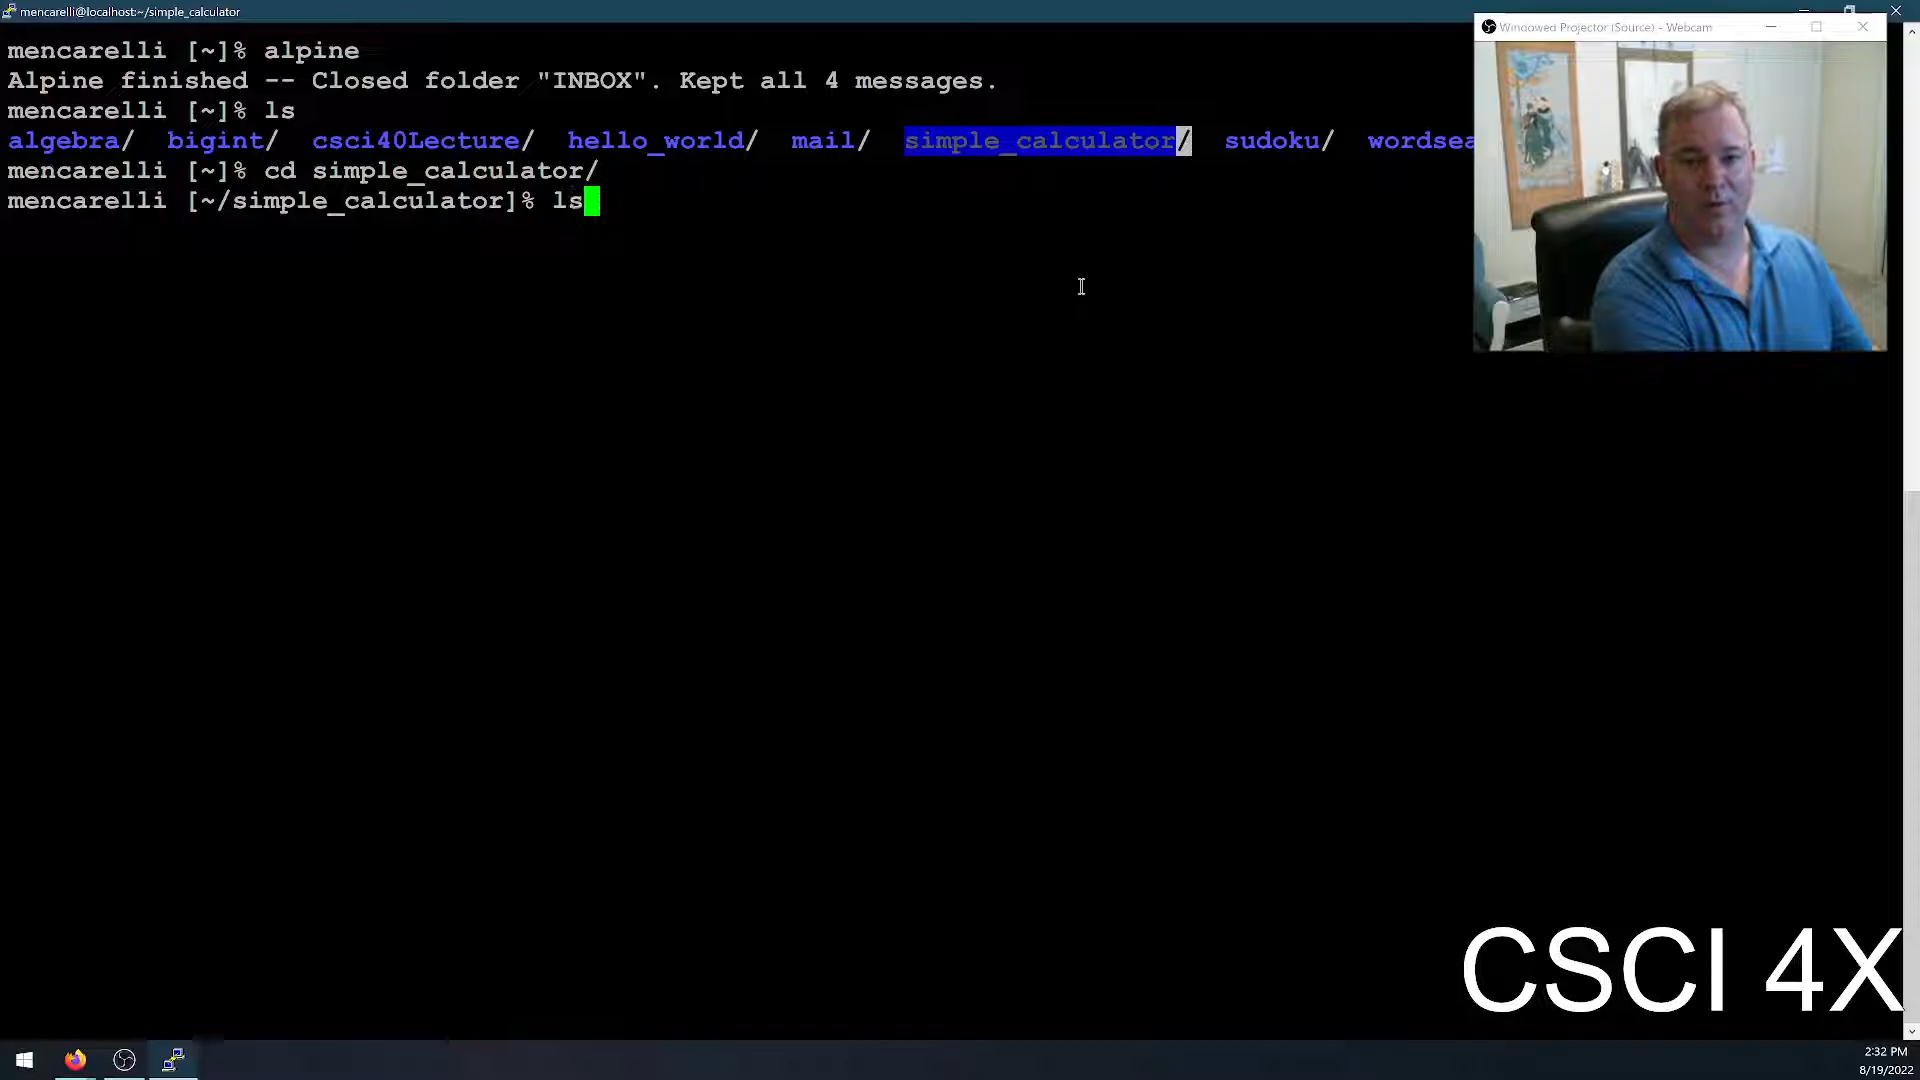 mencarelli@localhost:~/simple_calculator
mencarelli [~]% alpine
Alpine finished -- Closed folder "INBOX". Kept all 4 messages.
mencarelli [~]% ls
algebra/ bigint/ csci40Lecture/ hello_world/ mail/ simple_calculator/ sudoku/ wordsea
mencarelli [~]% cd simple_calculator/
mencarelli [~/simple_calculator]% ls
Windowed Projector (Source) - Webcam
CSCI 4X
2:32 PM
8/19/2022